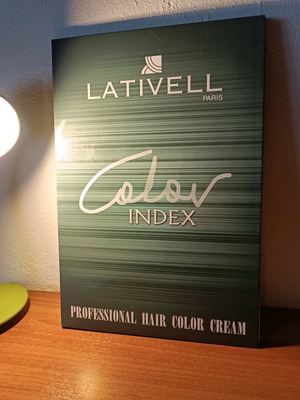 LATIVELL
PARIS
Color
INDEX
PROFESSIONAL HAIR COLOR CREAM